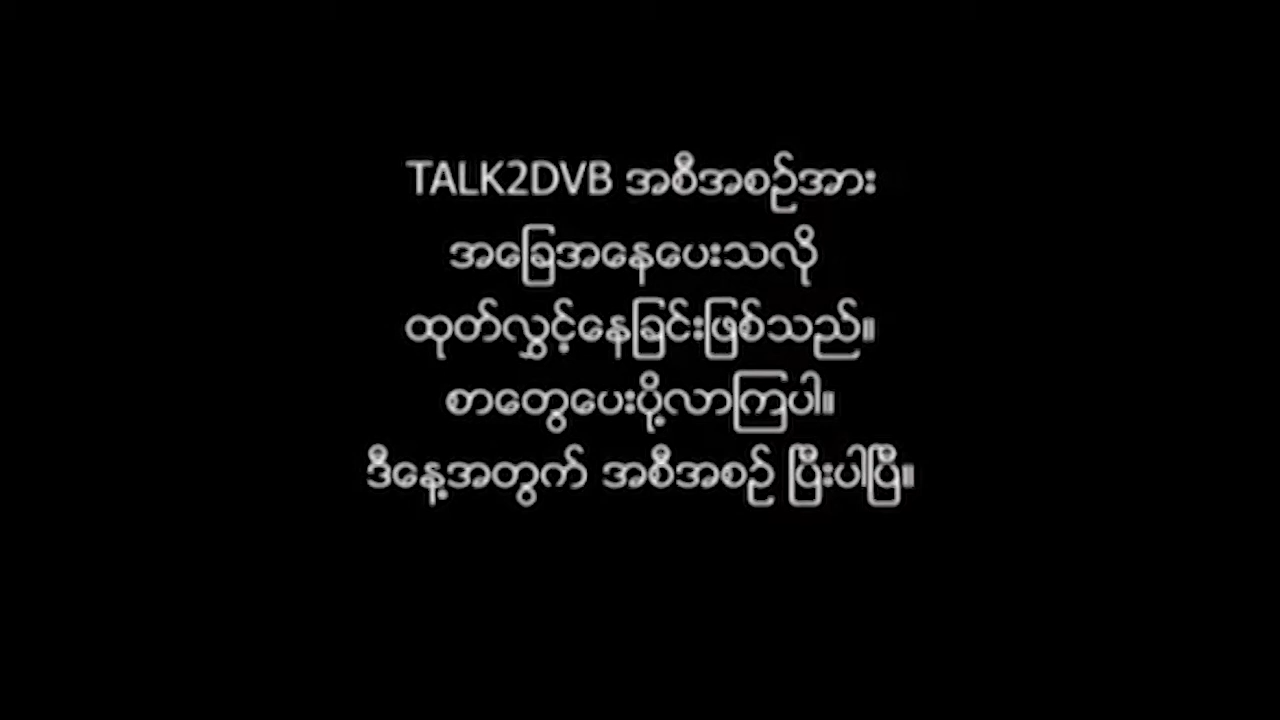 TALK2DVB အစီအစဉ်အား
အခြေအနေပေးသလို
ထုတ်လွှင့်နေခြင်းဖြစ်သည်။
စာတွေပေးပို့လာကြပါ။
ဒီနေ့အတွက် အစီအစဉ် ပြီးပါပြီ။